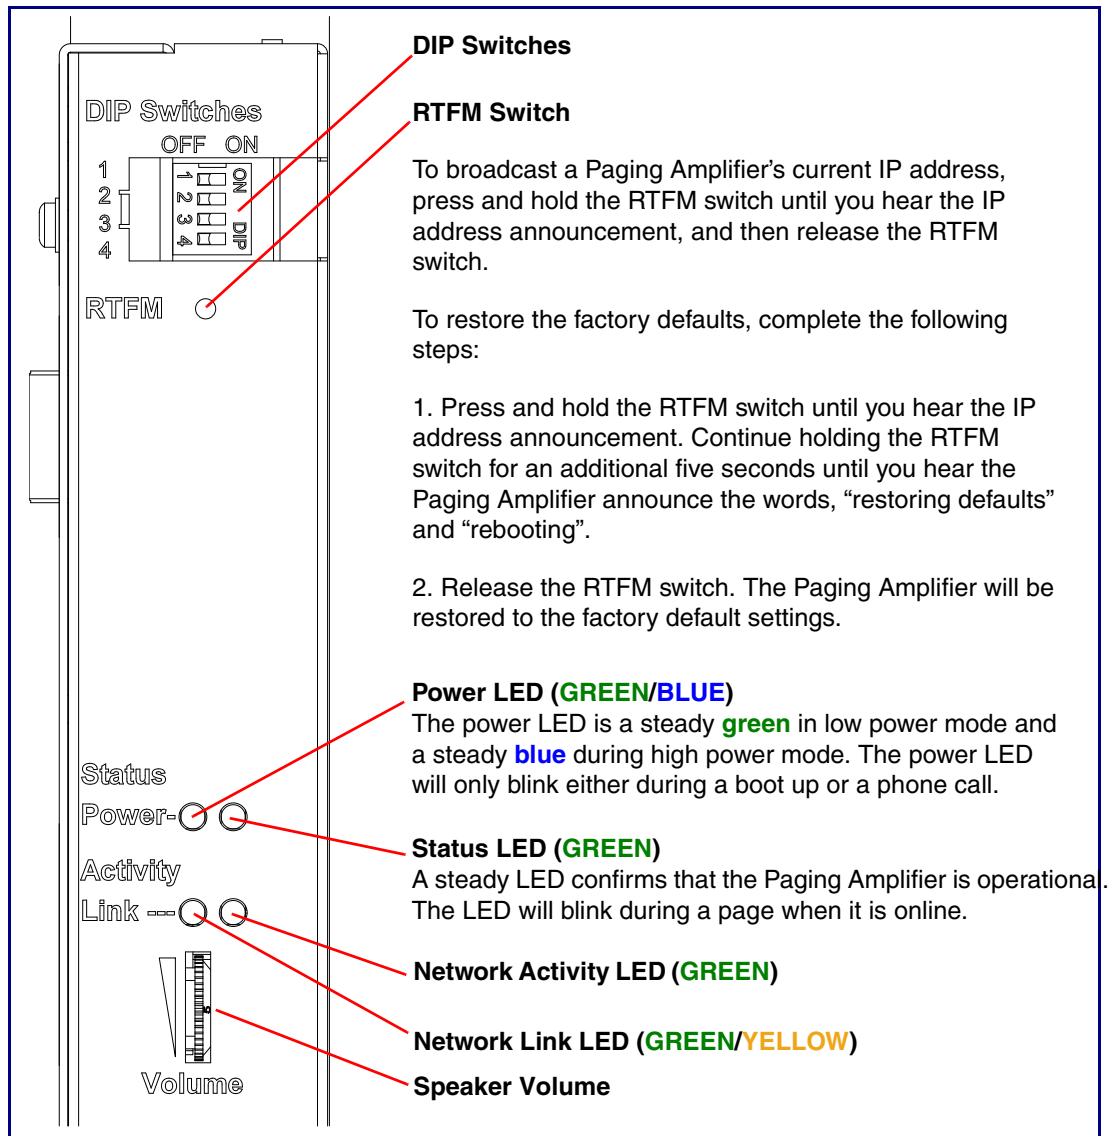 DIP Switches
RTFM Switch
To broadcast a Paging Amplifier’s current IP address,
press and hold the RTFM switch until you hear the IP
address announcement, and then release the RTFM
switch.
To restore the factory defaults, complete the following
steps:
1. Press and hold the RTFM switch until you hear the IP
address announcement. Continue holding the RTFM
switch for an additional five seconds until you hear the
Paging Amplifier announce the words, “restoring defaults”
and “rebooting”.
2. Release the RTFM switch. The Paging Amplifier will be
restored to the factory default settings.
Power LED (GREEN/BLUE)
The power LED is a steady green in low power mode and
a steady blue during high power mode. The power LED
will only blink either during a boot up or a phone call.
Status LED (GREEN)
A steady LED confirms that the Paging Amplifier is operational.
The LED will blink during a page when it is online.
Network Activity LED (GREEN)
Network Link LED (GREEN/YELLOW)
Speaker Volume
DIP Switches
OFF ON
1
2
3
4
1 2 3 4
ON DIP
RTFM
Status
Power-
Activity
Link ---
5
Volume